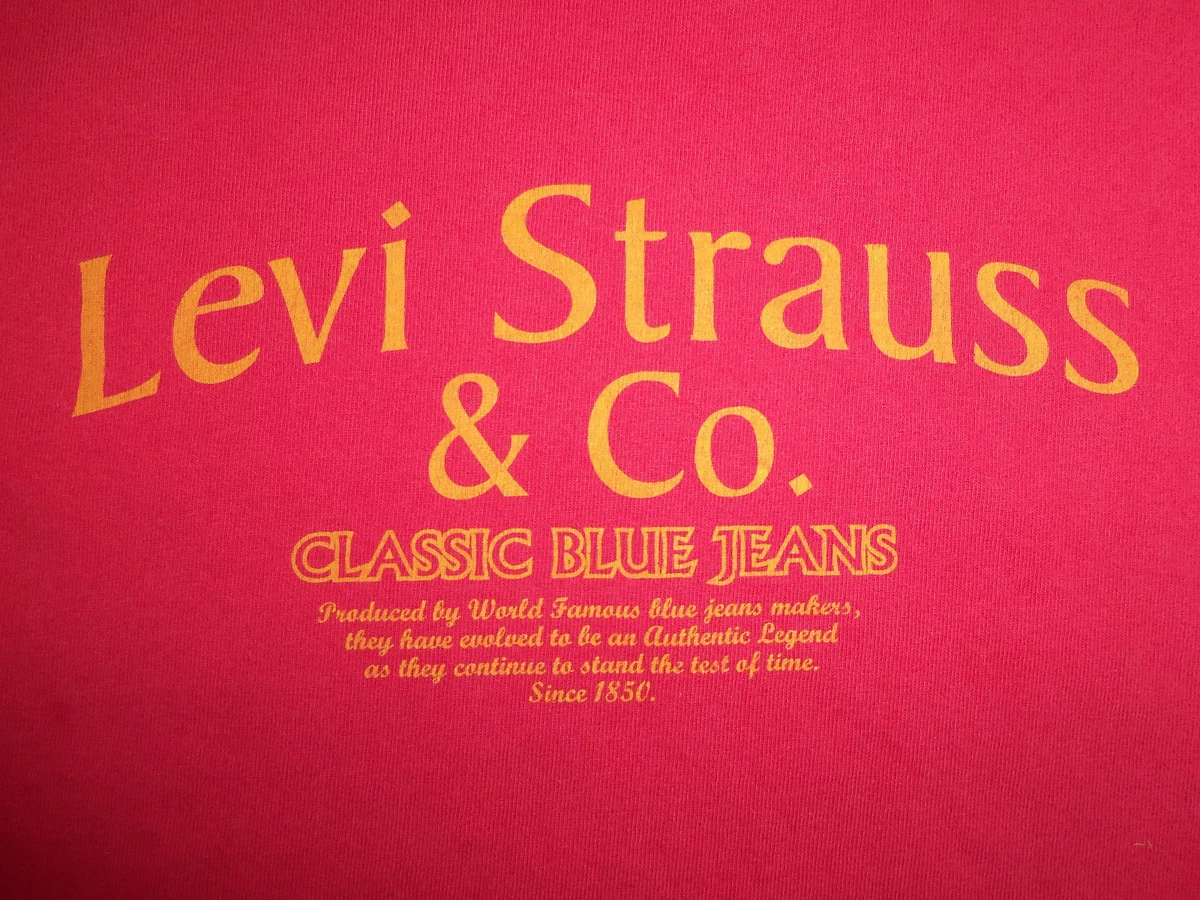 Levi Strauss
& Co.
CLASSIC BLUE JEANS
Produced by World Famous blue jeans makers,
they have evolved to be an Authentic Legend
as they continue to stand the test of time.
Since 1850.